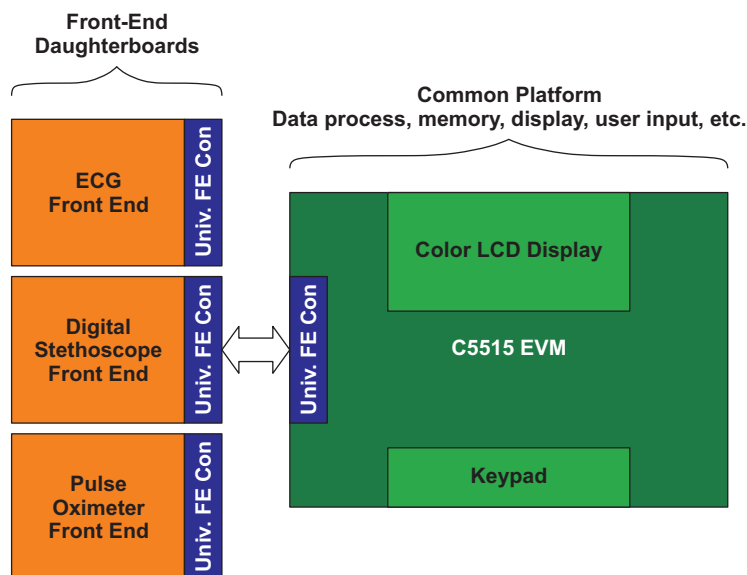 Front-End
Daughterboards
Common Platform
Data process, memory, display, user input, etc.
ECG
Front End
Univ. FE Con
Digital
Stethoscope
Front End
Univ. FE Con
Pulse
Oximeter
Front End
Univ. FE Con
Univ. FE Con
Color LCD Display
C5515 EVM
Keypad